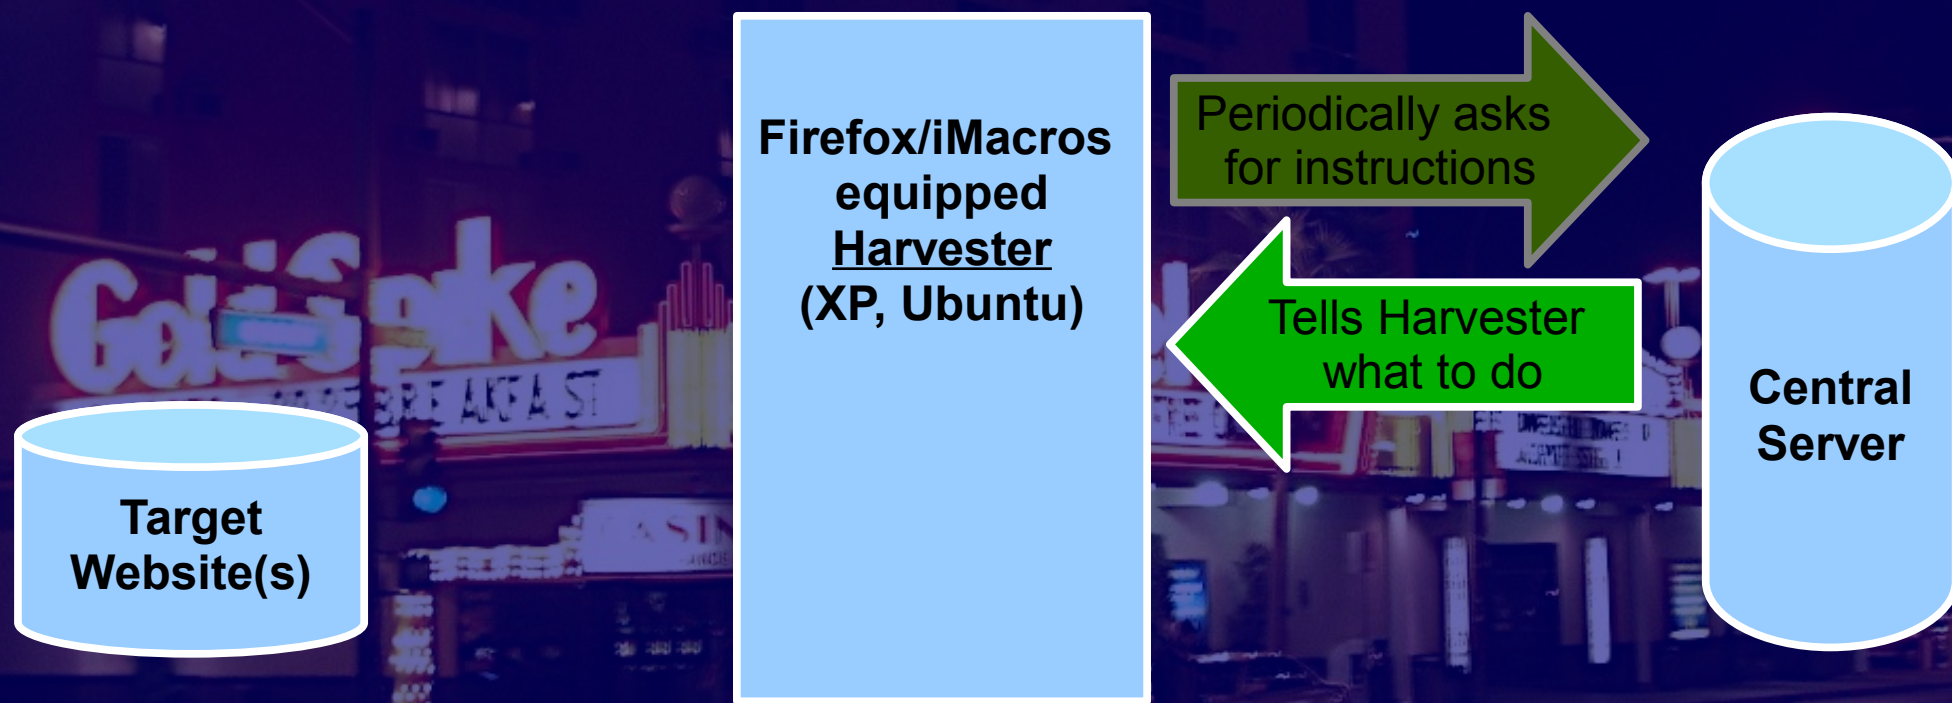 Firefox/iMacros
equipped
Harvester
(XP, Ubuntu)
Periodically asks
for instructions
Tells Harvester
what to do
Central
Server
Target
Website(s)